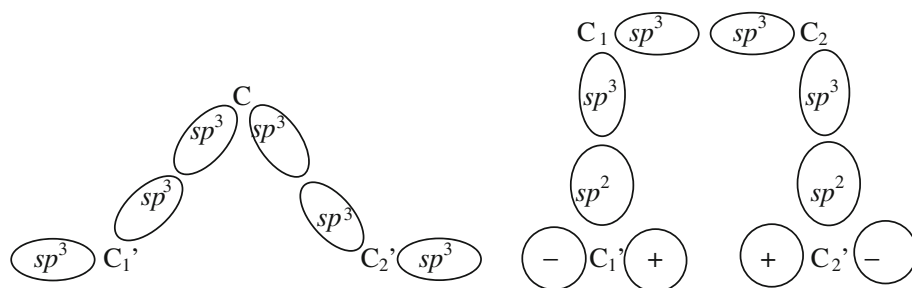 C
sp³ sp³
sp³ sp³
sp³ C₁’ C₂’ sp³
C₁ sp³ sp³ C₂
sp³ sp³
sp² sp²
– C₁’ + + C₂’ –